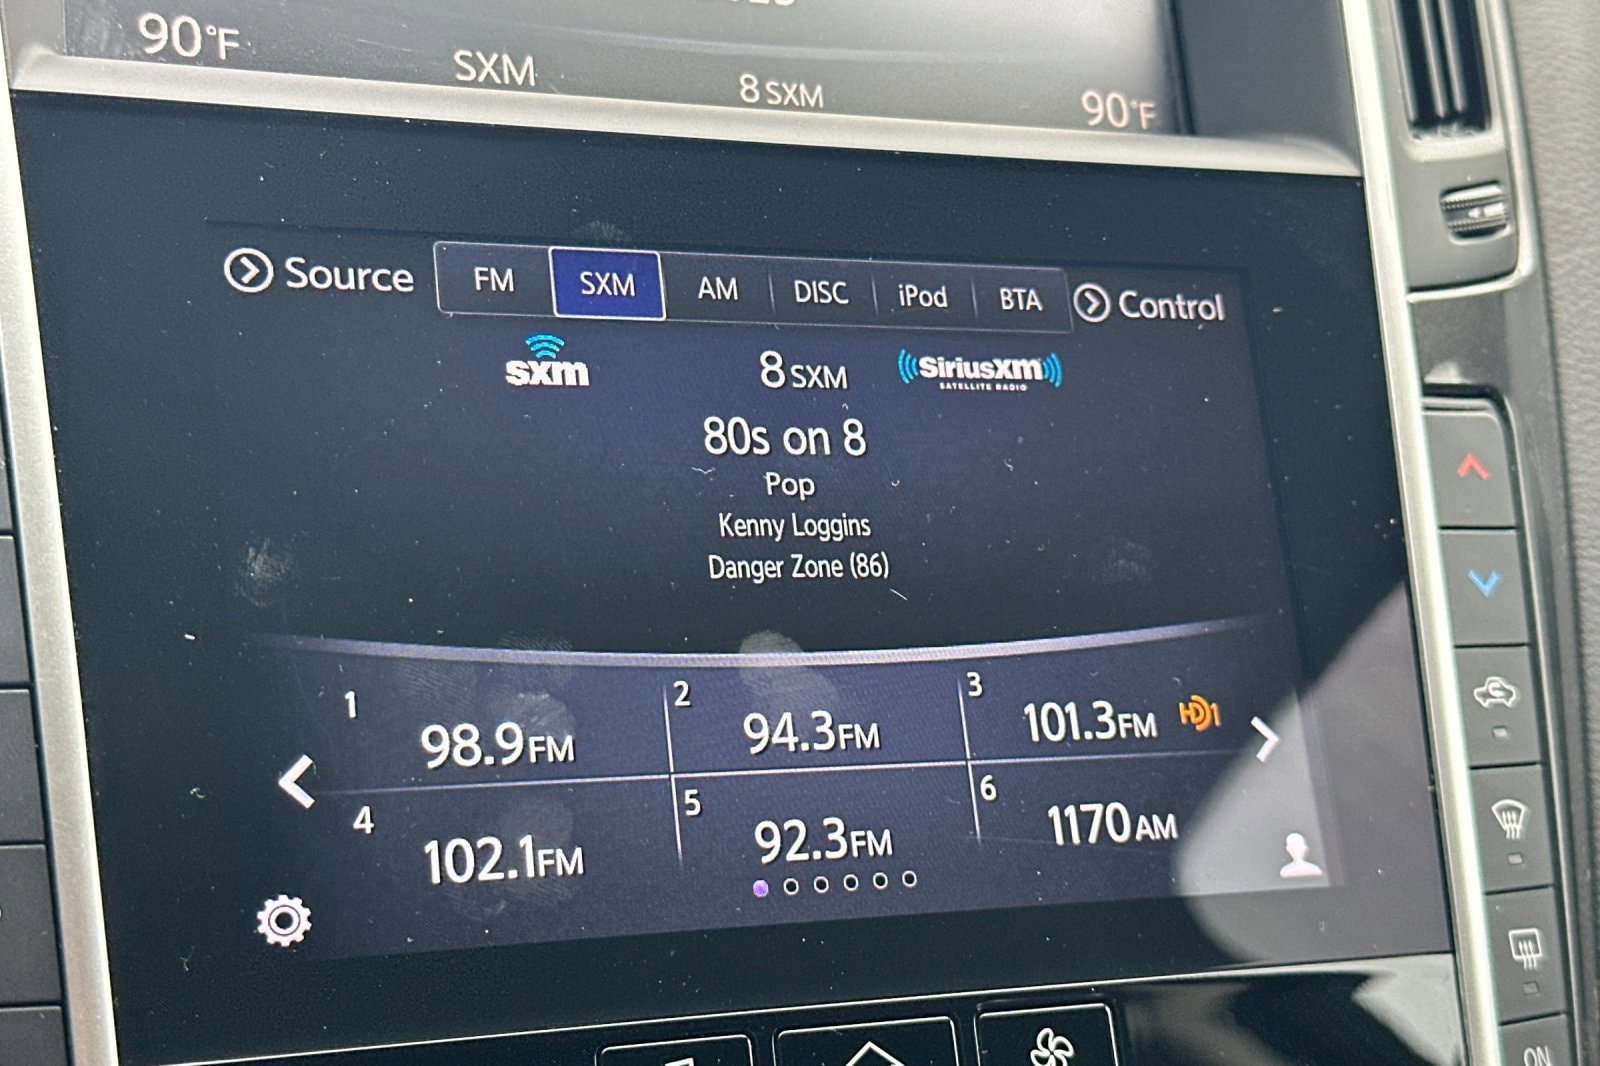 90°F SXM 8 SXM 90°F
Source FM SXM AM DISC iPod BTA Control
sxm 8 SXM SiriusXM
SATELLITE RADIO
80s on 8
Pop
Kenny Loggins
Danger Zone (86)
1 98.9FM 2 94.3FM 3 101.3FM HD1
4 102.1FM 5 92.3FM 6 1170AM
ON